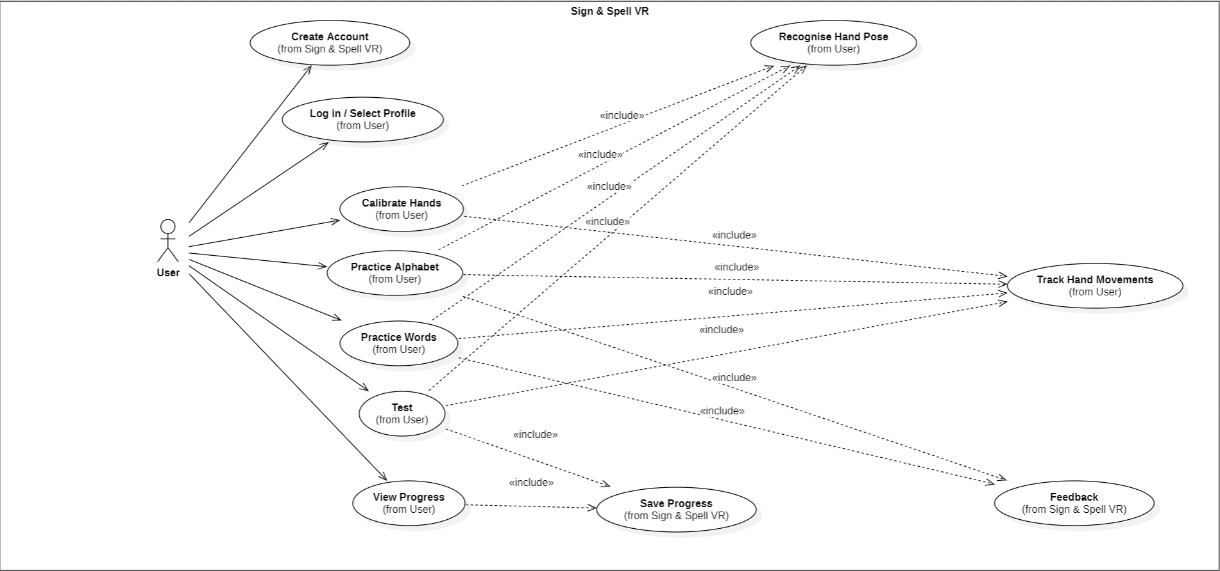 Sign & Spell VR
Create Account
(from Sign & Spell VR)
Recognise Hand Pose
(from User)
Log in / Select Profile
(from User)
«include»
«include»
«include»
Calibrate Hands
(from User)
«include»
«include»
User
Practice Alphabet
(from User)
«include»
Track Hand Movements
(from User)
«include»
Practice Words
(from User)
«include»
«include»
Test
(from User)
«include»
«include»
«include»
View Progress
(from User)
Save Progress
(from Sign & Spell VR)
Feedback
(from Sign & Spell VR)